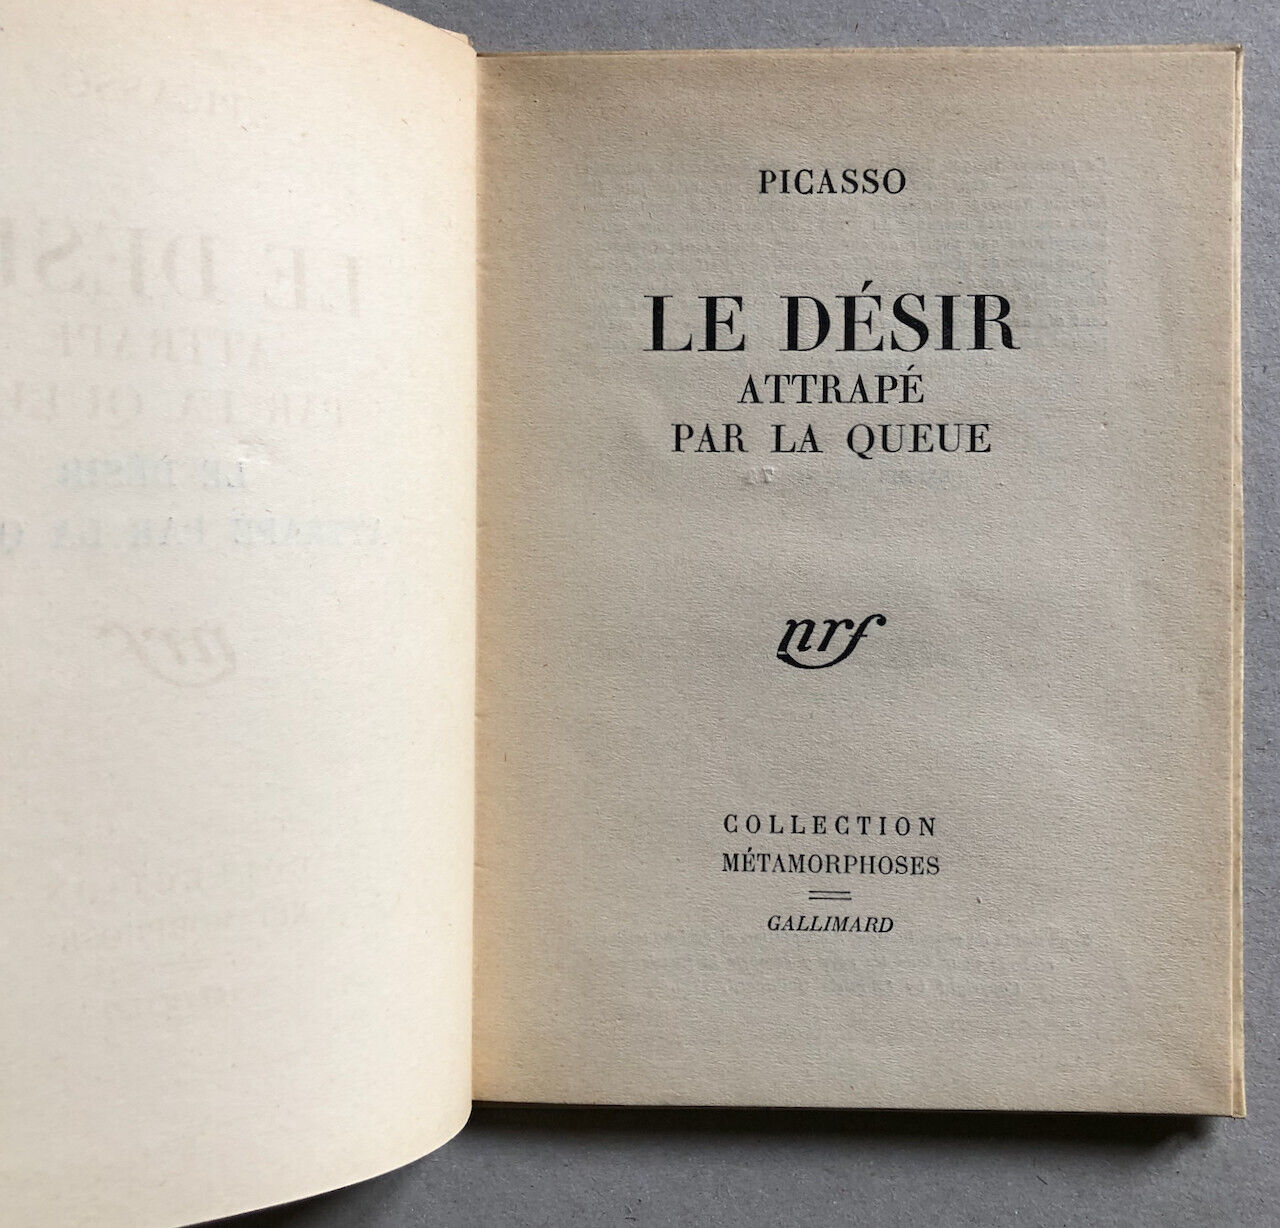 PICASSO
LE DÉSIR
ATTRAPÉ
PAR LA QUEUE
nrf
COLLECTION
MÉTAMORPHOSES
GALLIMARD